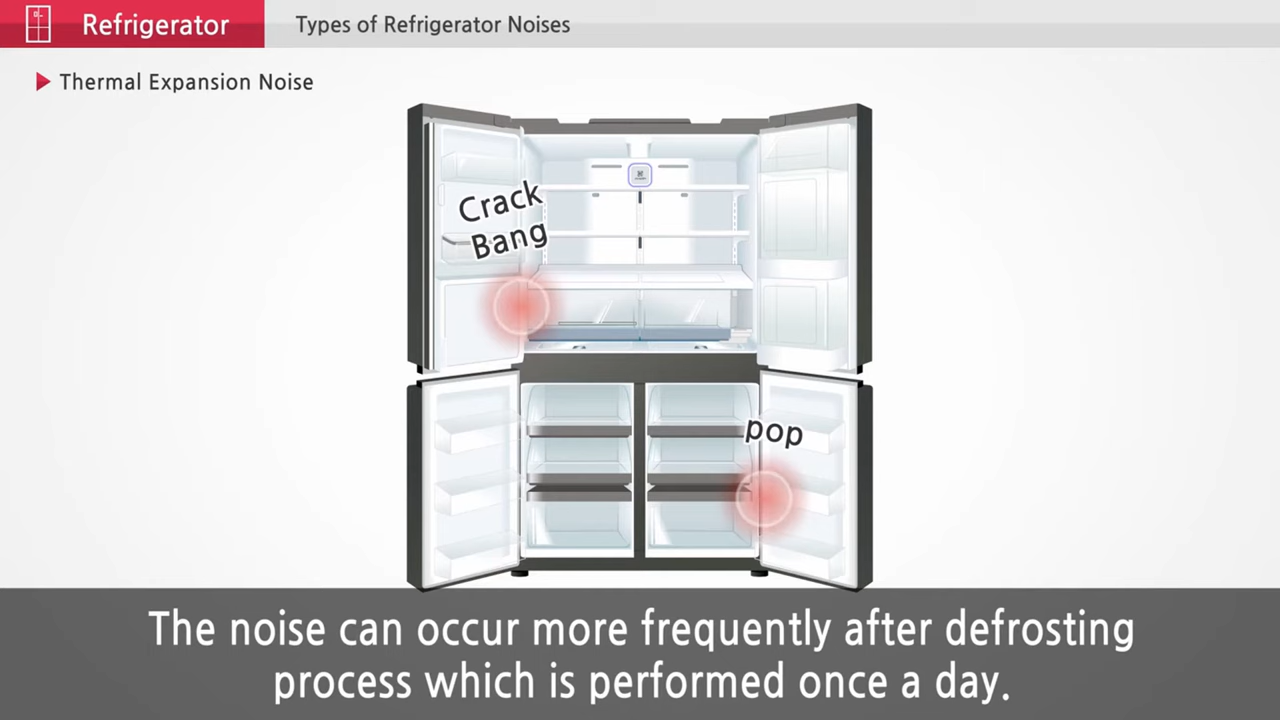 Refrigerator
Types of Refrigerator Noises
Thermal Expansion Noise
Crack
Bang
pop
The noise can occur more frequently after defrosting
process which is performed once a day.